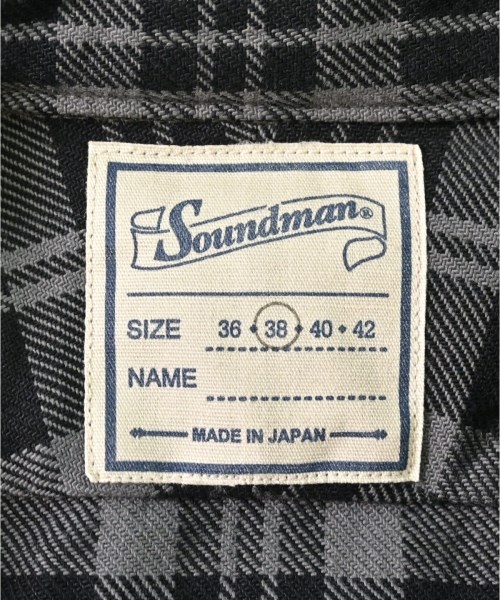 Soundman®
SIZE 36 • 38 • 40 • 42
NAME
MADE IN JAPAN